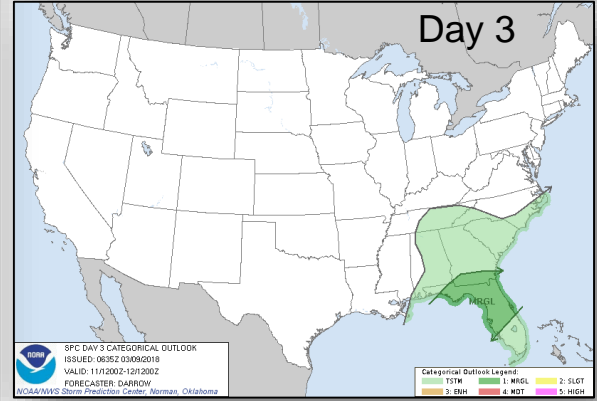 Day 3
MRGL
SPC DAY 3 CATEGORICAL OUTLOOK
ISSUED: 0635Z 03/09/2018
VALID: 11/1200Z-12/1200Z
FORECASTER: DARROW
NOAA/NWS Storm Prediction Center, Norman, Oklahoma
NOAA
Categorical Outlook Legend:
TSTM 1: MRGL 2: SLGT
3: ENH 4: MDT 5: HIGH